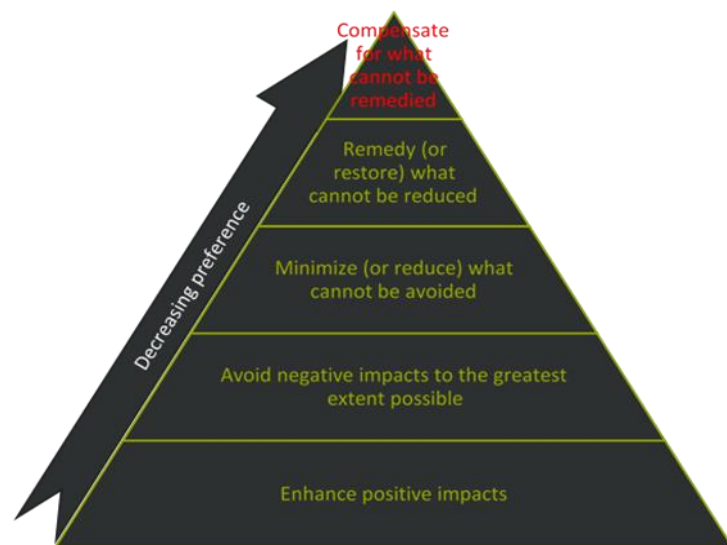 Compensate
for what
cannot be
remedied
Remedy (or
restore) what
cannot be reduced
Minimize (or reduce) what
cannot be avoided
Avoid negative impacts to the greatest
extent possible
Enhance positive impacts
Decreasing preference